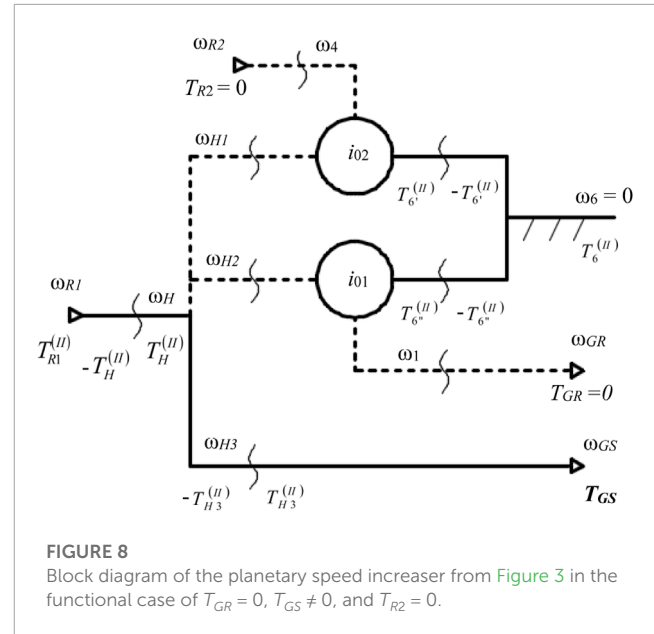 ωR2 ω4
TR2 = 0
ωH1 i02
T6'(II) -T6'(II) ω6 = 0
T6(II)
ωH2 i01
ωR1 ωH T6"(II) -T6"(II)
TR1(II) -TH(II) TH(II) ω1 ωGR
TGR =0
ωH3 ωGS
-TH3(II) TH3(II) TGS
FIGURE 8
Block diagram of the planetary speed increaser from Figure 3 in the
functional case of TGR = 0, TGS ≠ 0, and TR2 = 0.